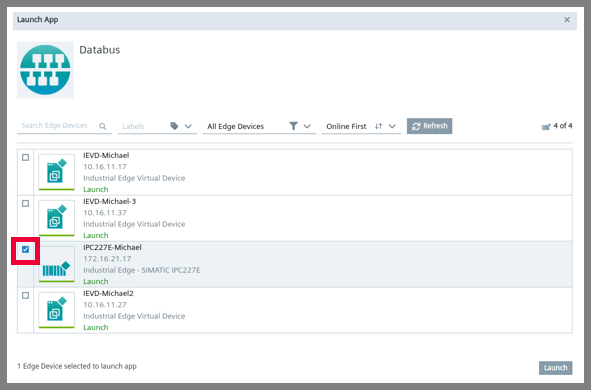 Launch App
Databus
Search Edge Devices
Labels
All Edge Devices
Online First
Refresh
4 of 4
IEVD-Michael
10.16.11.17
Industrial Edge Virtual Device
Launch
IEVD-Michael-3
10.16.11.37
Industrial Edge Virtual Device
Launch
IPC227E-Michael
172.16.21.17
Industrial Edge - SIMATIC IPC227E
Launch
IEVD-Michael2
10.16.11.27
Industrial Edge Virtual Device
Launch
1 Edge Device selected to launch app
Launch